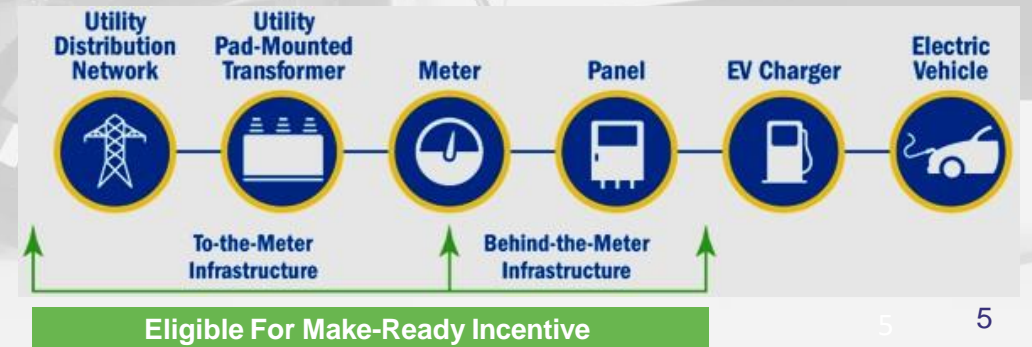 Utility
Distribution
Network
Utility
Pad-Mounted
Transformer
Meter
Panel
EV Charger
Electric
Vehicle
To-the-Meter
Infrastructure
Behind-the-Meter
Infrastructure
Eligible For Make-Ready Incentive
5
5